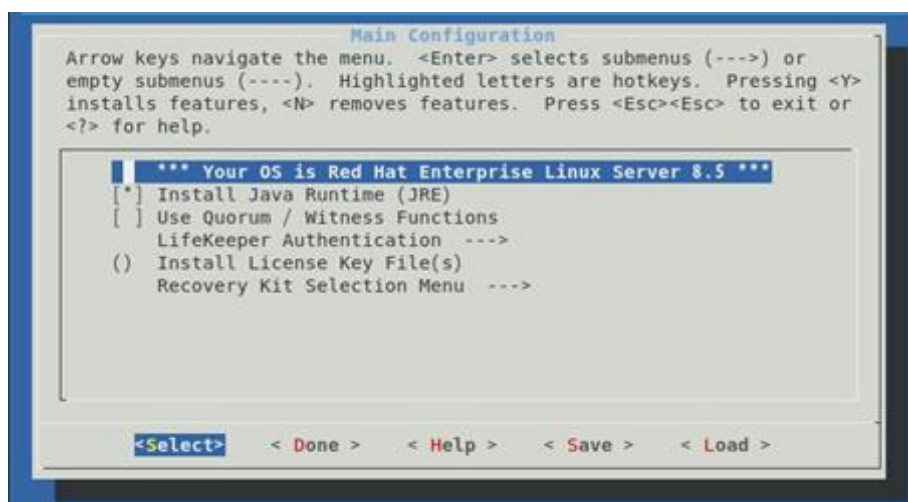 Main Configuration
Arrow keys navigate the menu.  <Enter> selects submenus (--->) or
empty submenus (----).  Highlighted letters are hotkeys.  Pressing <Y>
installs features, <N> removes features.  Press <Esc><Esc> to exit or
<?> for help.
*** Your OS is Red Hat Enterprise Linux Server 8.5 ***
[*] Install Java Runtime (JRE)
[ ] Use Quorum / Witness Functions
LifeKeeper Authentication  --->
()  Install License Key File(s)
Recovery Kit Selection Menu  --->
<Select>    < Done >    < Help >    < Save >    < Load >